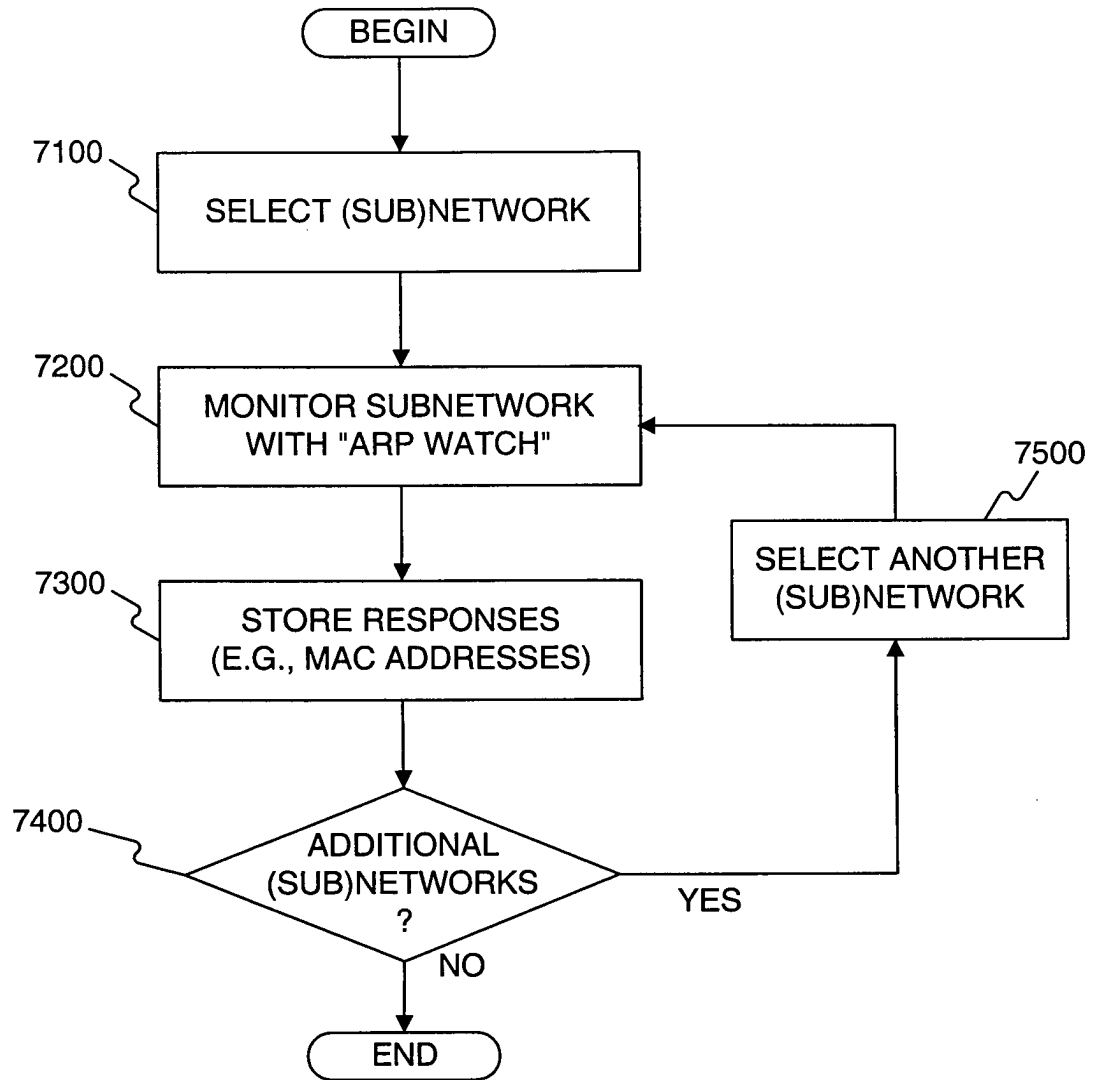 BEGIN
7100
SELECT (SUB)NETWORK
7200
MONITOR SUBNETWORK
WITH "ARP WATCH"
7500
SELECT ANOTHER
(SUB)NETWORK
7300
STORE RESPONSES
(E.G., MAC ADDRESSES)
7400
ADDITIONAL
(SUB)NETWORKS
?
YES
NO
END